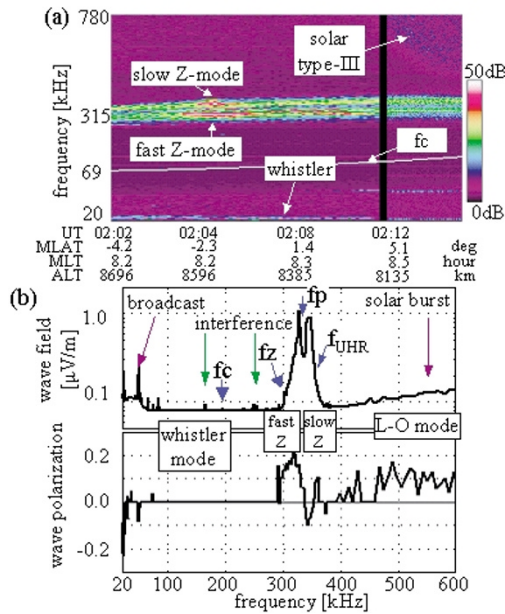 (a)
780
solar
type-III
slow Z-mode
50dB
frequency [kHz]
315
fast Z-mode
fc
69
whistler
20
0dB
UT 02:02 02:04 02:08 02:12
MLAT -4.2 -2.3 1.4 5.1 deg
MLT 8.2 8.2 8.3 8.5 hour
ALT 8696 8596 8385 8135 km
(b)
fp
broadcast
solar burst
interference
1.0
wave field
[µV/m]
fc
fz
fUHR
0.1
whistler
mode
fast
Z
slow
Z
L-O mode
wave polarization
0.2
0.0
-0.2
20 100 200 300 400 500 600
frequency [kHz]